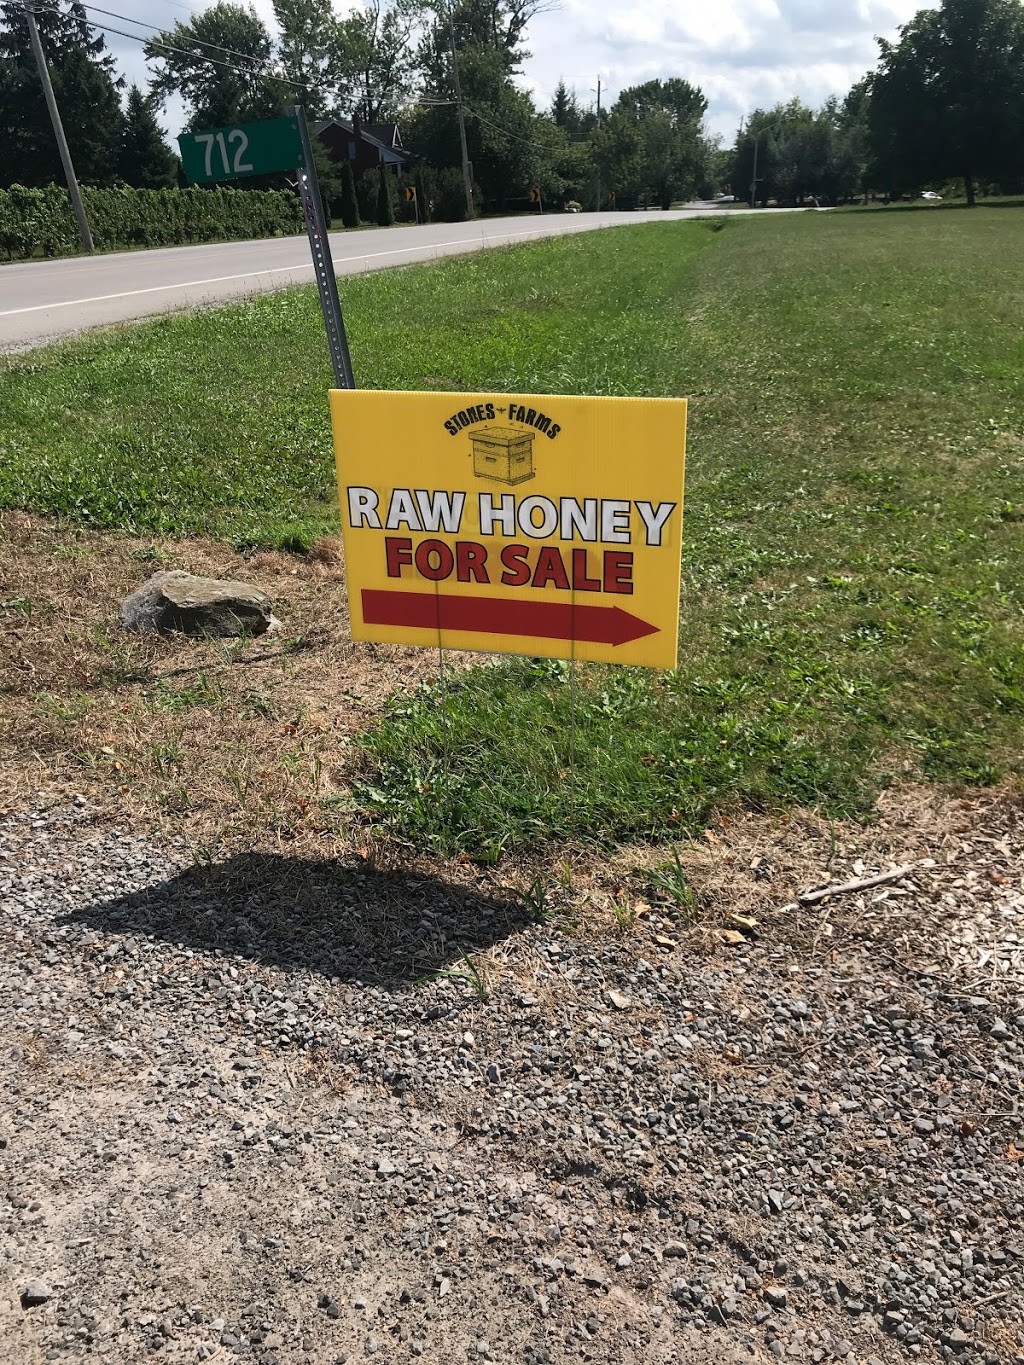 712
STONES FARMS
RAW HONEY
FOR SALE